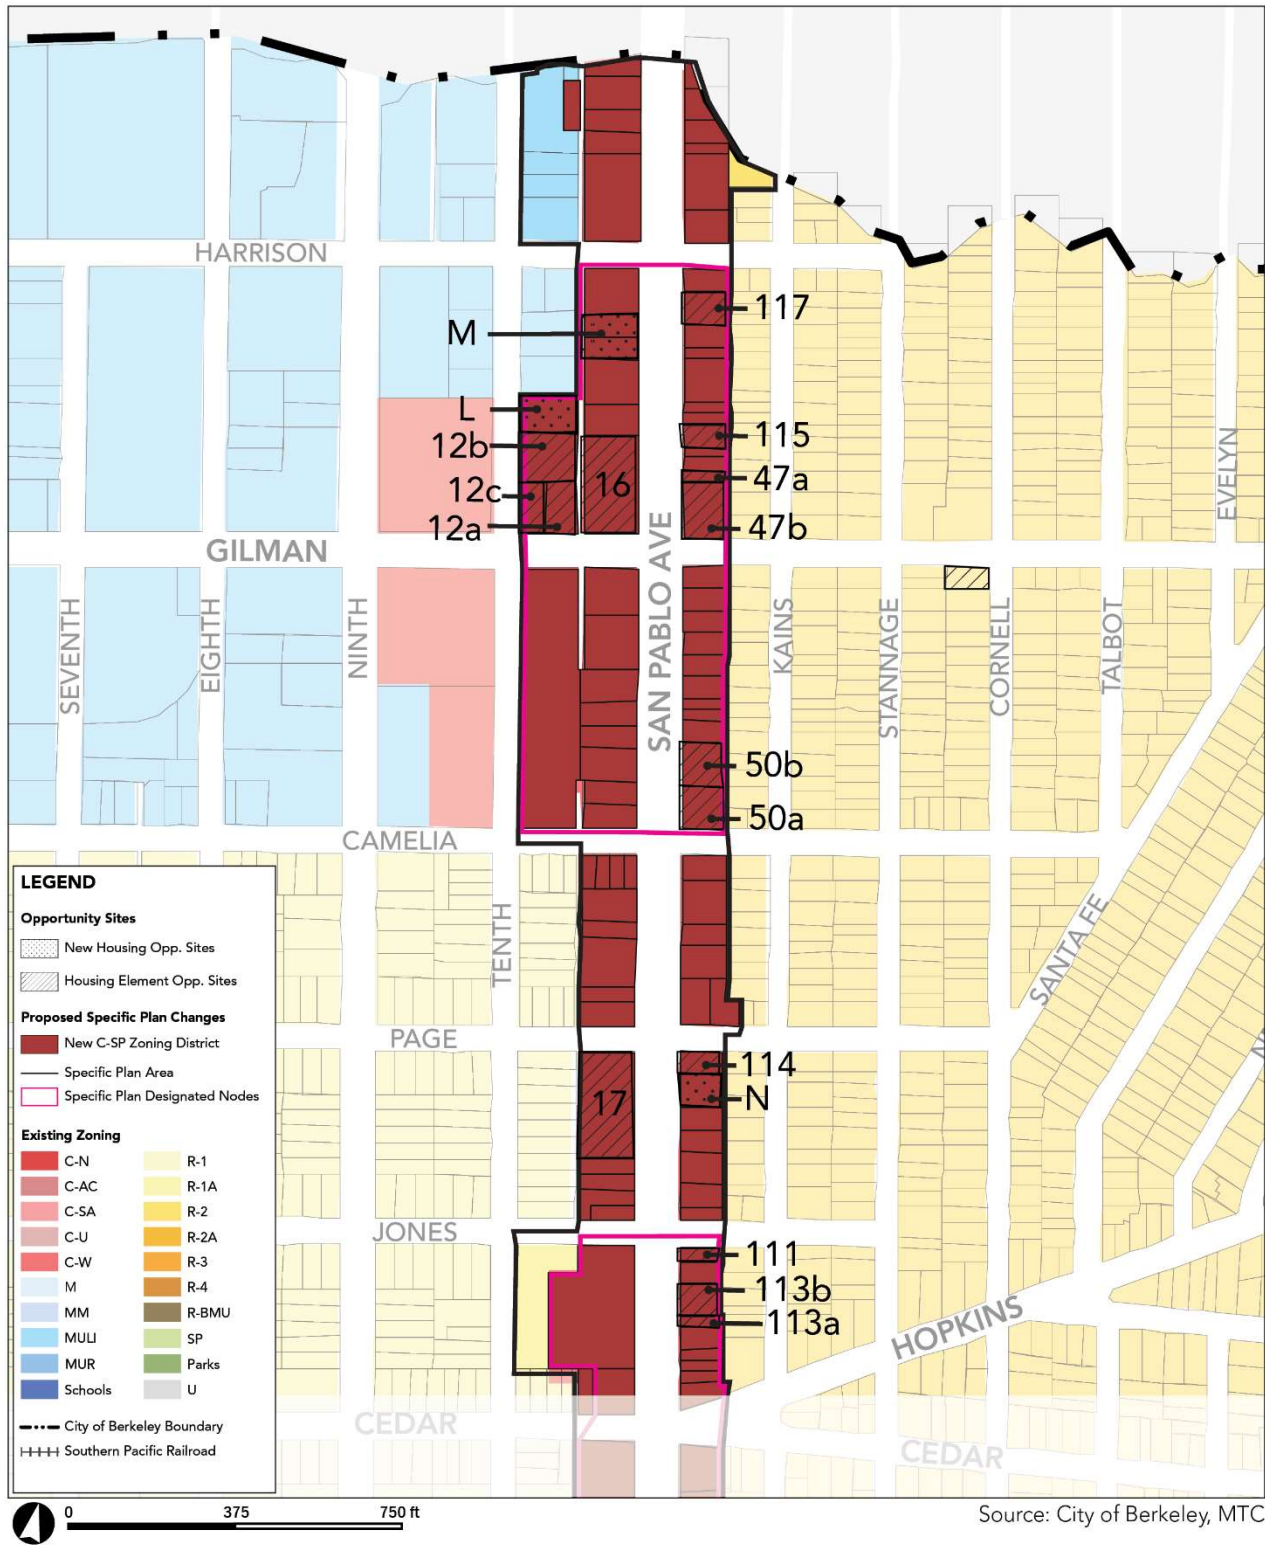 HARRISON
117
M
L
115
12b
47a
16
12c
47b
12a
SAN PABLO AVE
EVELYN
GILMAN
SEVENTH
EIGHTH
NINTH
KAINS
STANNAGE
CORNELL
TALBOT
50b
50a
CAMELIA
TENTH
SANTA FE
PAGE
114
17
N
JONES
111
113b
113a
HOPKINS
CEDAR
CEDAR
LEGEND
Opportunity Sites
New Housing Opp. Sites
Housing Element Opp. Sites
Proposed Specific Plan Changes
New C-SP Zoning District
Specific Plan Area
Specific Plan Designated Nodes
Existing Zoning
C-N
C-AC
C-SA
C-U
C-W
M
MM
MULI
MUR
Schools
R-1
R-1A
R-2
R-2A
R-3
R-4
R-BMU
SP
Parks
U
City of Berkeley Boundary
Southern Pacific Railroad
0 375 750 ft
Source: City of Berkeley, MTC